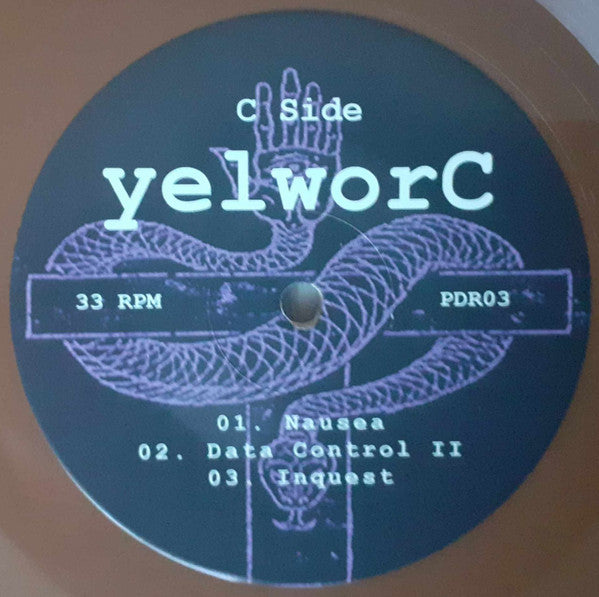 C Side
yelworC
33 RPM
PDR03
01. Nausea
02. Data Control II
03. Inquest